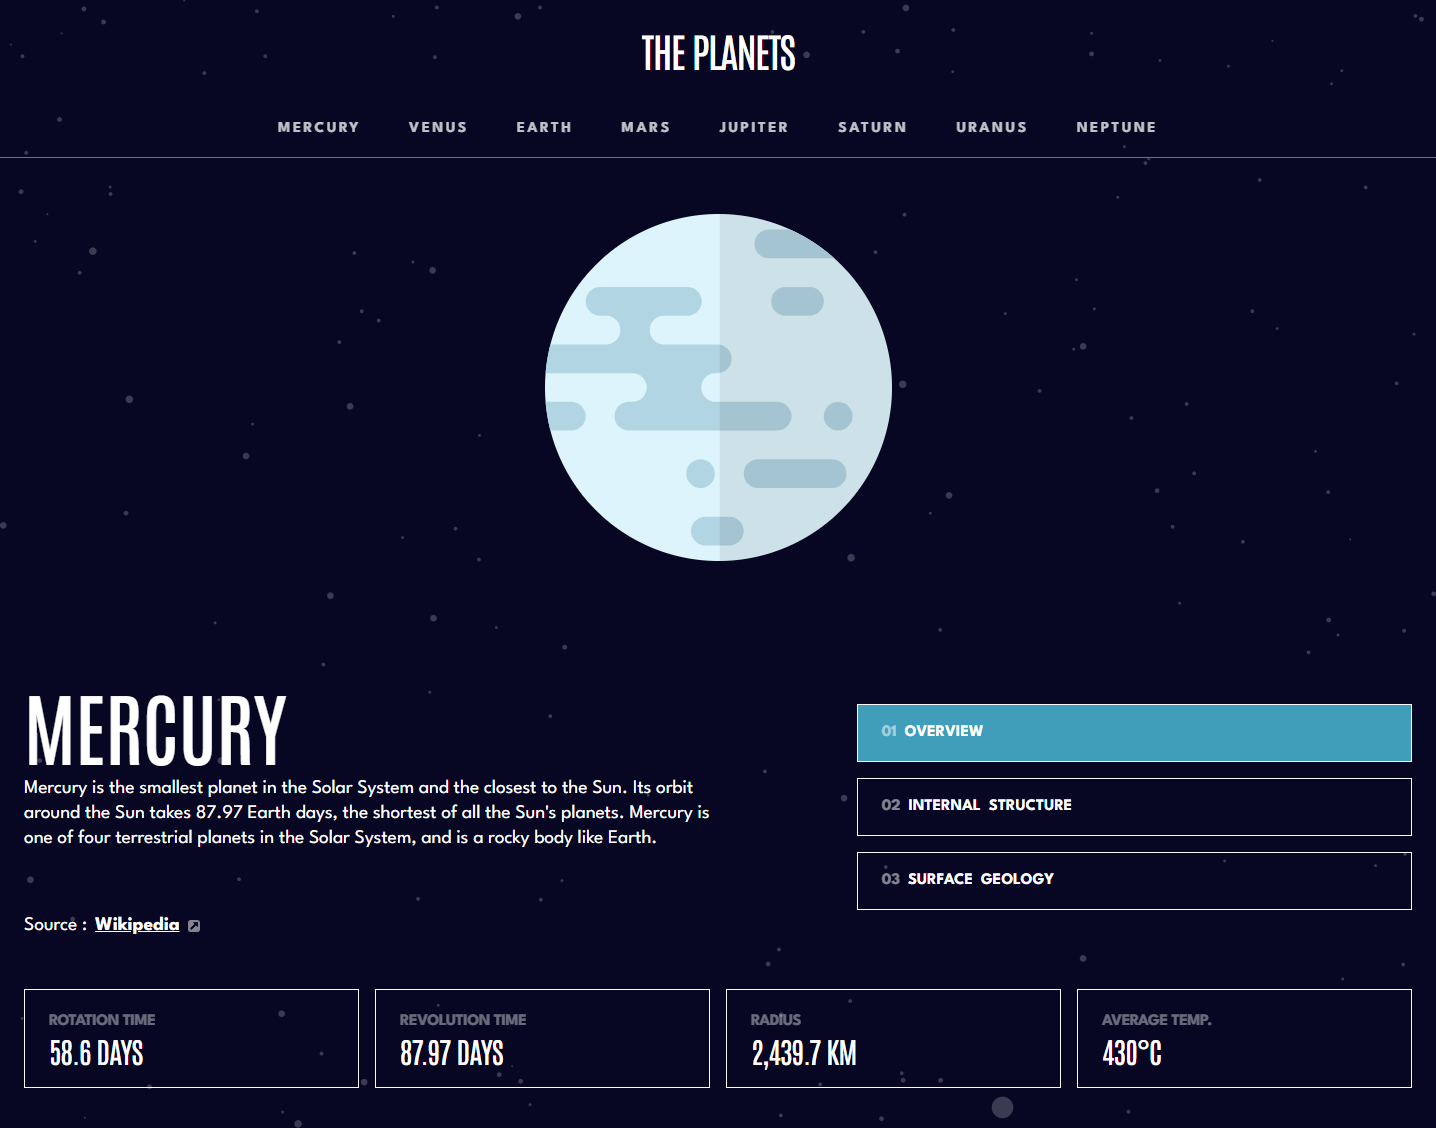 THE PLANETS
MERCURY VENUS EARTH MARS JUPITER SATURN URANUS NEPTUNE
MERCURY
Mercury is the smallest planet in the Solar System and the closest to the Sun. Its orbit
around the Sun takes 87.97 Earth days, the shortest of all the Sun's planets. Mercury is
one of four terrestrial planets in the Solar System, and is a rocky body like Earth.
Source : Wikipedia
01 OVERVIEW
02 INTERNAL STRUCTURE
03 SURFACE GEOLOGY
ROTATION TIME
58.6 DAYS
REVOLUTION TIME
87.97 DAYS
RADIUS
2,439.7 KM
AVERAGE TEMP.
430°C